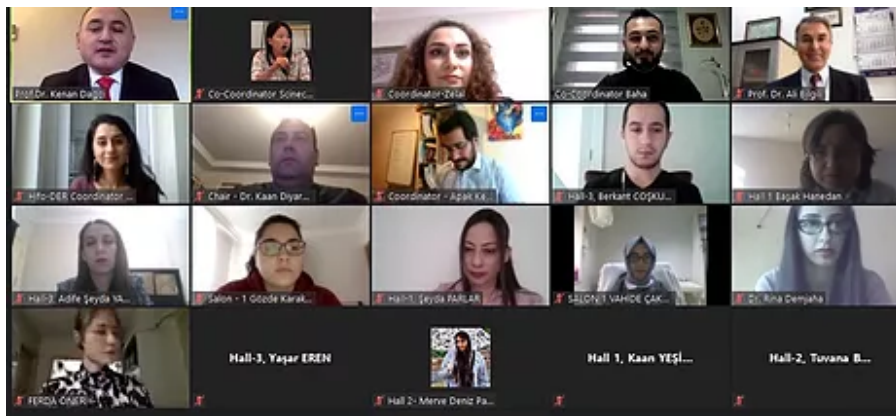 Prof.Dr. Kenan Dağcı
Co-Coordinator Scinec...
Coordinator-Zelal
Co-Coordinator Baha
Prof. Dr. Ali Bilgili
Hifo-DER Coordinator ...
Chair - Dr. Kaan Diyar...
Coordinator - Apak Ke...
Hall-3, Berkant COŞKU...
Hall 1 Başak Hanedan
Hall-3: Adife Şeyda YA...
Salon - 1 Gözde Karak...
Hall-1: Şeyda PARLAR
SALON 1 VAHİDE ÇAK...
Dr. Rina Demjaha
FERDA ÖNER
Hall-3, Yaşar EREN
Hall 2- Merve Deniz Pa...
Hall 1, Kaan YEŞİ...
Hall-2, Tuvana B...